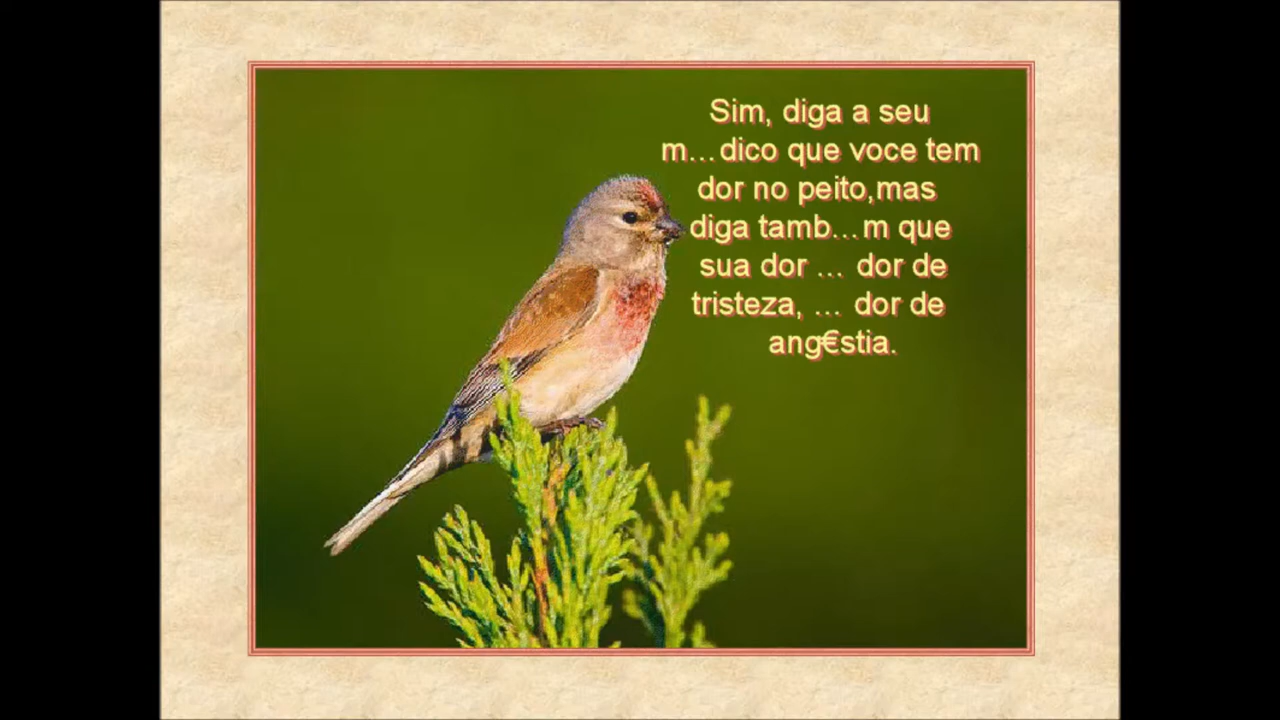 Sim, diga a seu
m...dico que voce tem
dor no peito,mas
diga tamb...m que
sua dor ... dor de
tristeza, ... dor de
ang€stia.